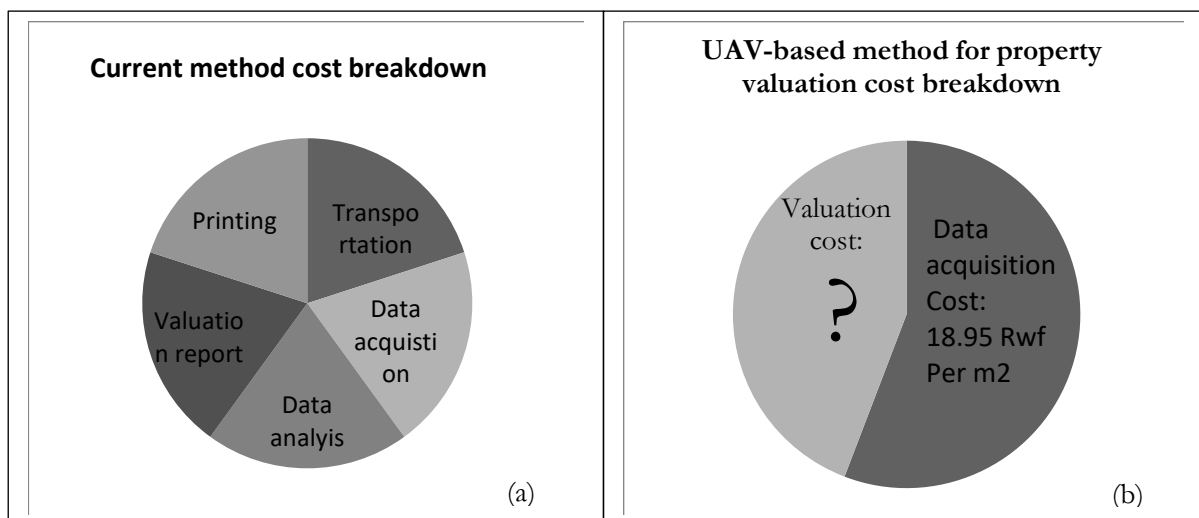 Current method cost breakdown
Printing
Transpo
rtation
Valuatio
n report
Data
acquisti
on
Data
analyis
(a)
UAV-based method for property
valuation cost breakdown
Valuation
cost:
?
Data
acquisition
Cost:
18.95 Rwf
Per m2
(b)